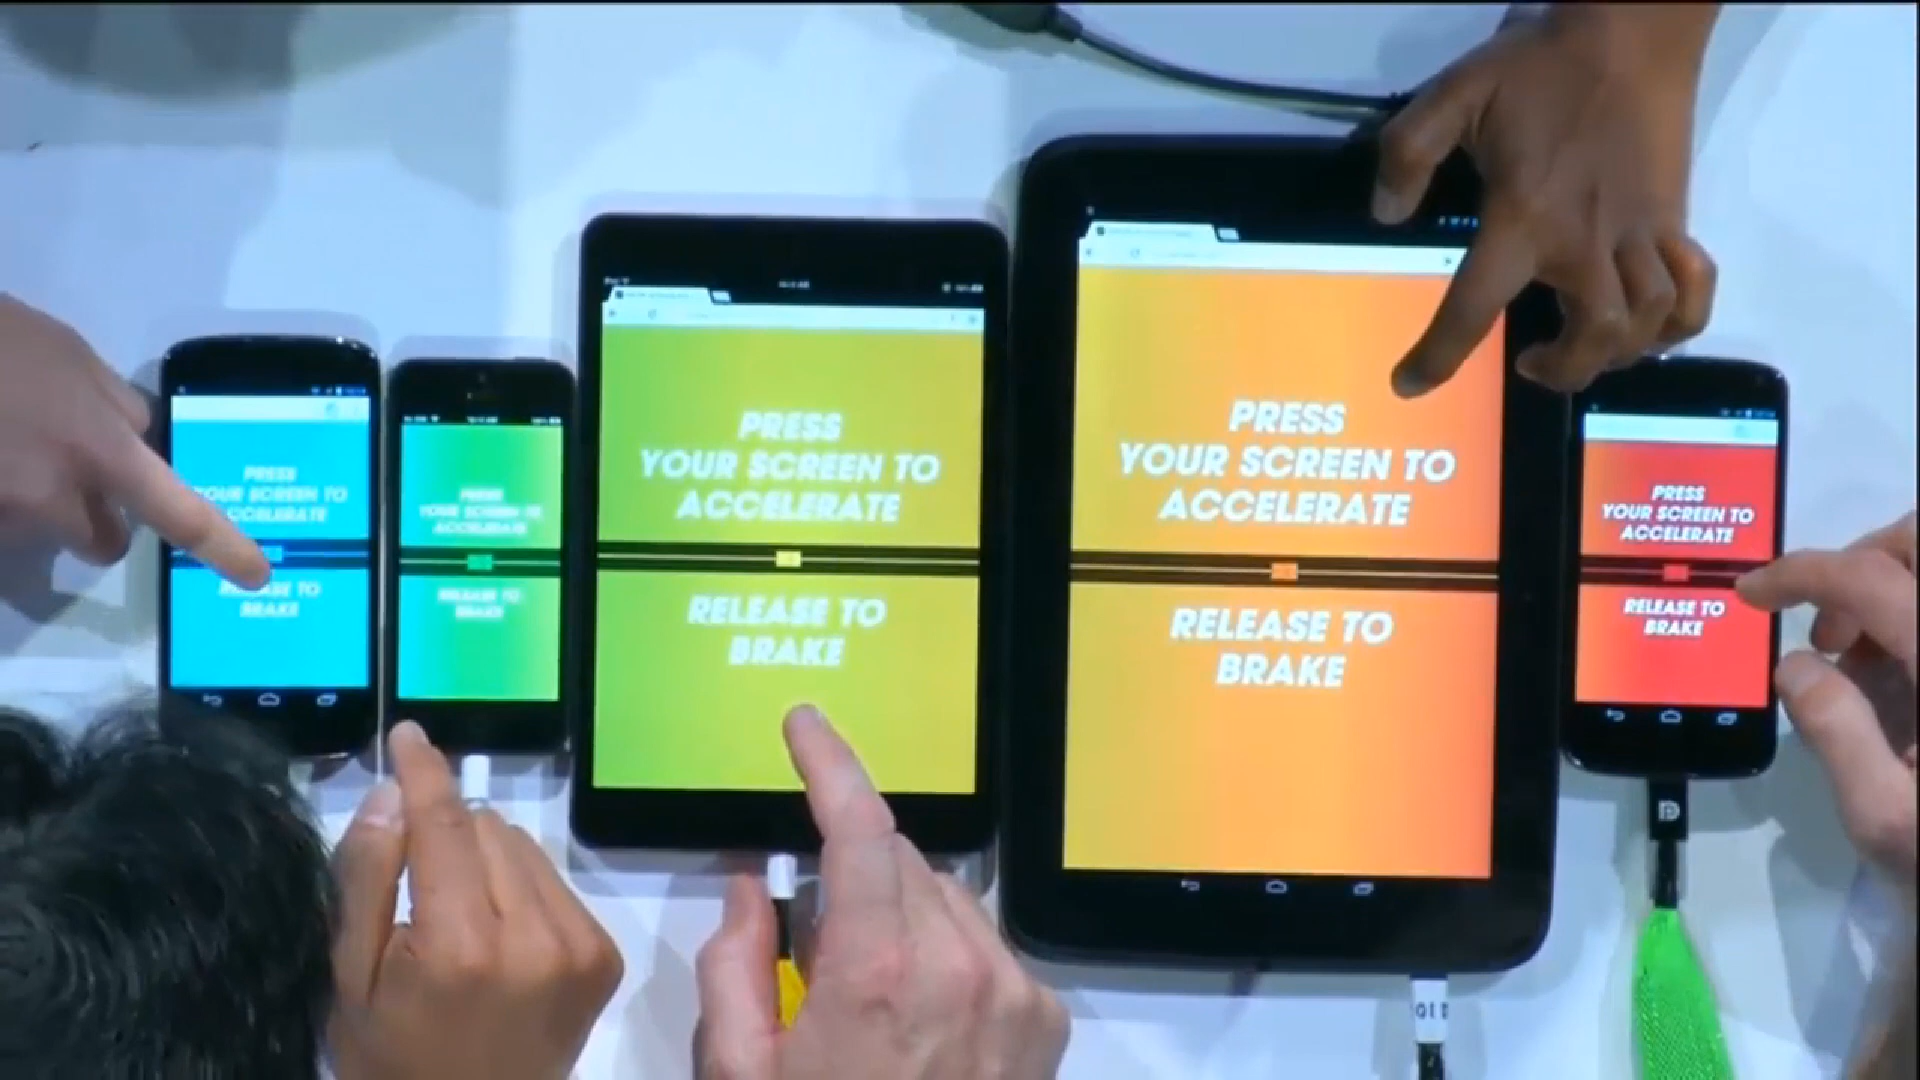 PRESS
YOUR SCREEN TO
ACCELERATE
RELEASE TO
BRAKE
PRESS
YOUR SCREEN TO
ACCELERATE
RELEASE TO
BRAKE
PRESS
YOUR SCREEN TO
ACCELERATE
RELEASE TO
BRAKE
PRESS
YOUR SCREEN TO
ACCELERATE
RELEASE TO
BRAKE
PRESS
YOUR SCREEN TO
ACCELERATE
RELEASE TO
BRAKE